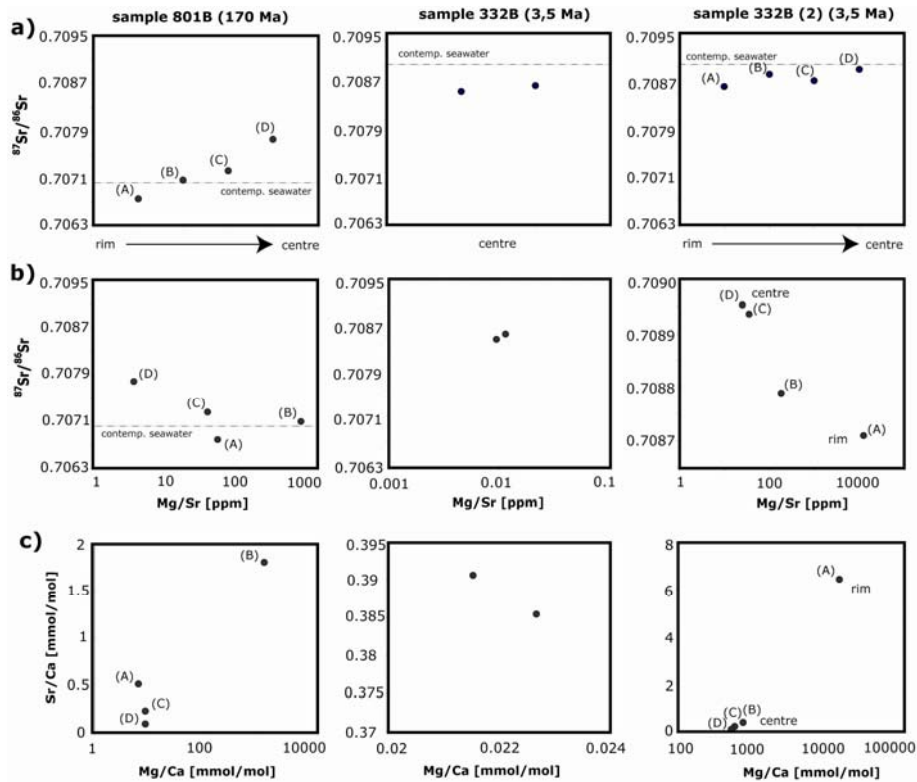 sample 801B (170 Ma)
sample 332B (3,5 Ma)
sample 332B (2) (3,5 Ma)
a)
87Sr/86Sr
0.7095
0.7087
0.7079
0.7071
0.7063
(A)
(B)
(C)
(D)
contemp. seawater
rim
centre
0.7095
0.7087
0.7079
0.7071
0.7063
contemp. seawater
centre
0.7095
0.7087
0.7079
0.7071
0.7063
contemp. seawater
(A)
(B)
(C)
(D)
rim
centre
b)
87Sr/86Sr
0.7095
0.7087
0.7079
0.7071
0.7063
(D)
(C)
(B)
(A)
contemp. seawater
1 10 100 1000
Mg/Sr [ppm]
0.7095
0.7087
0.7079
0.7071
0.7063
0.001 0.01 0.1
Mg/Sr [ppm]
0.7090
0.7089
0.7088
0.7087
(D) centre
(C)
(B)
rim (A)
1 100 10000
Mg/Sr [ppm]
c)
Sr/Ca [mmol/mol]
2
1.5
1
0.5
0
(B)
(A)
(C)
(D)
1 100 10000
Mg/Ca [mmol/mol]
0.395
0.39
0.385
0.38
0.375
0.37
0.02 0.022 0.024
Mg/Ca [mmol/mol]
8
6
4
2
0
(A)
rim
(C) (B)
(D) centre
100 1000 10000 100000
Mg/Ca [mmol/mol]